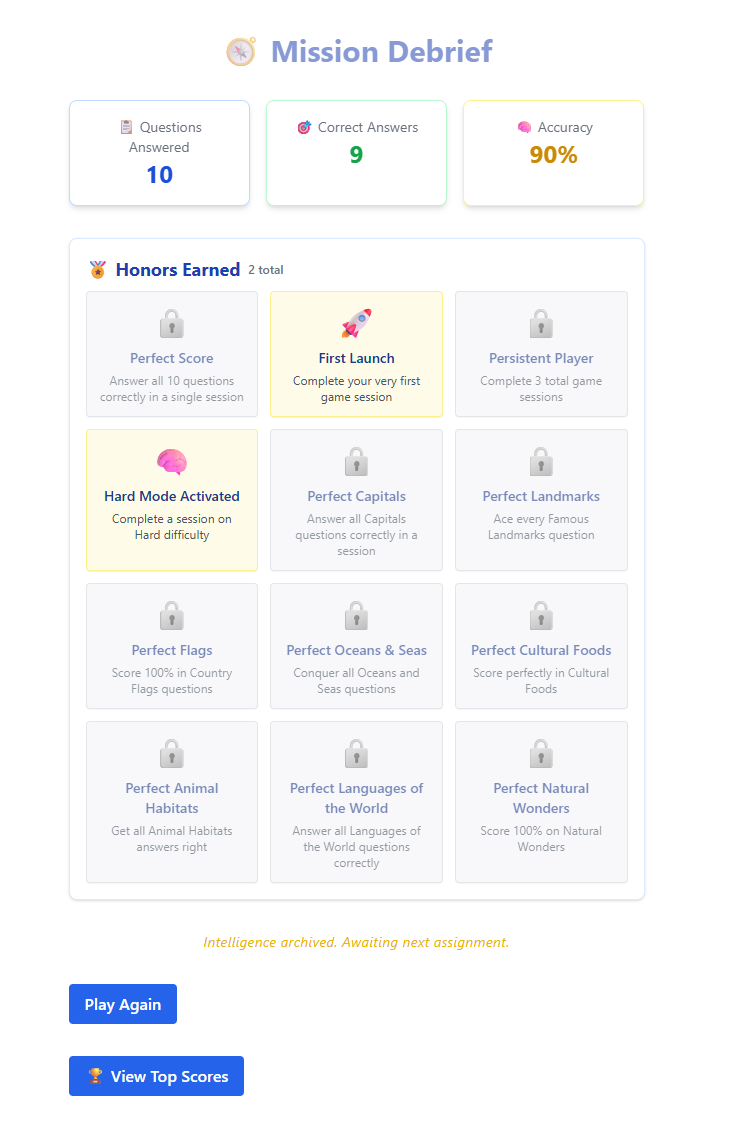 Mission Debrief
Questions
Answered
10
Correct Answers
9
Accuracy
90%
Honors Earned 2 total
Perfect Score
Answer all 10 questions
correctly in a single session
First Launch
Complete your very first
game session
Persistent Player
Complete 3 total game
sessions
Hard Mode Activated
Complete a session on
Hard difficulty
Perfect Capitals
Answer all Capitals
questions correctly in a
session
Perfect Landmarks
Ace every Famous
Landmarks question
Perfect Flags
Score 100% in Country
Flags questions
Perfect Oceans & Seas
Conquer all Oceans and
Seas questions
Perfect Cultural Foods
Score perfectly in Cultural
Foods
Perfect Animal
Habitats
Get all Animal Habitats
answers right
Perfect Languages of
the World
Answer all Languages of
the World questions
correctly
Perfect Natural
Wonders
Score 100% on Natural
Wonders
Intelligence archived. Awaiting next assignment.
Play Again
View Top Scores